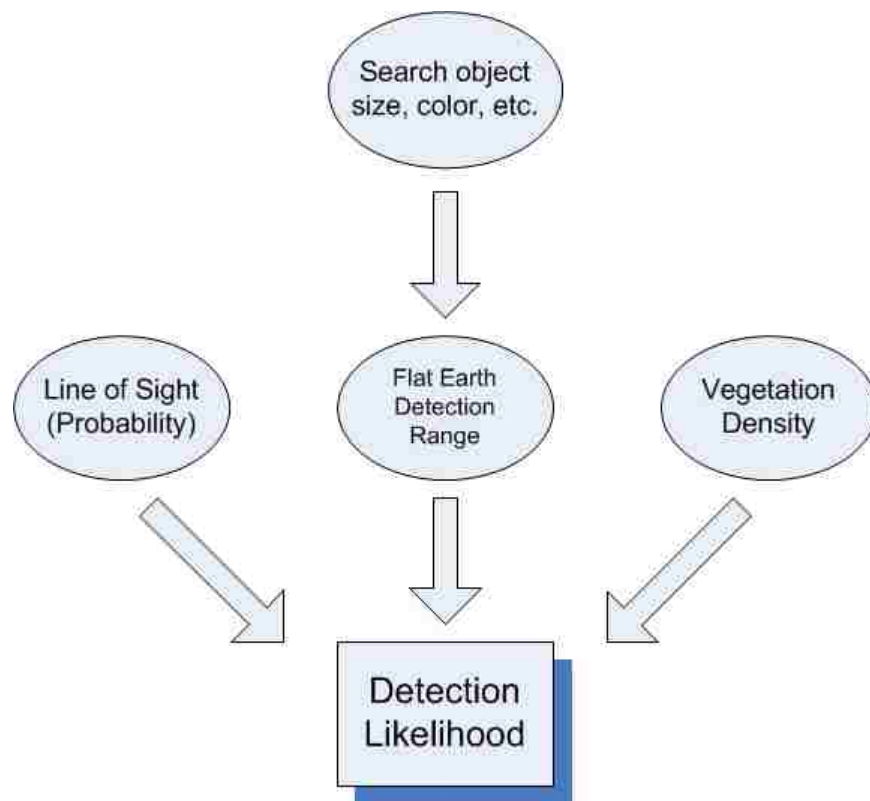 Search object
size, color, etc.
Line of Sight
(Probability)
Flat Earth
Detection
Range
Vegetation
Density
Detection
Likelihood